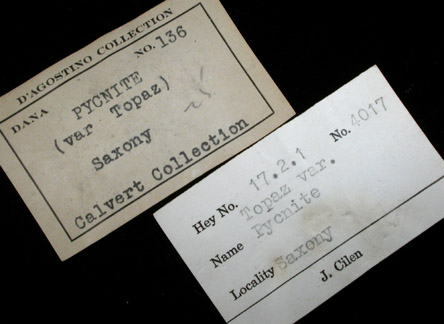 D'AGOSTINO COLLECTION
DANA NO. 136
PYCNITE
(var Topaz)
Saxony
Calvert Collection
Hey No. 17.2.1 No. 4017
Topaz var.
Name Pycnite
Locality Saxony
J. Cilen